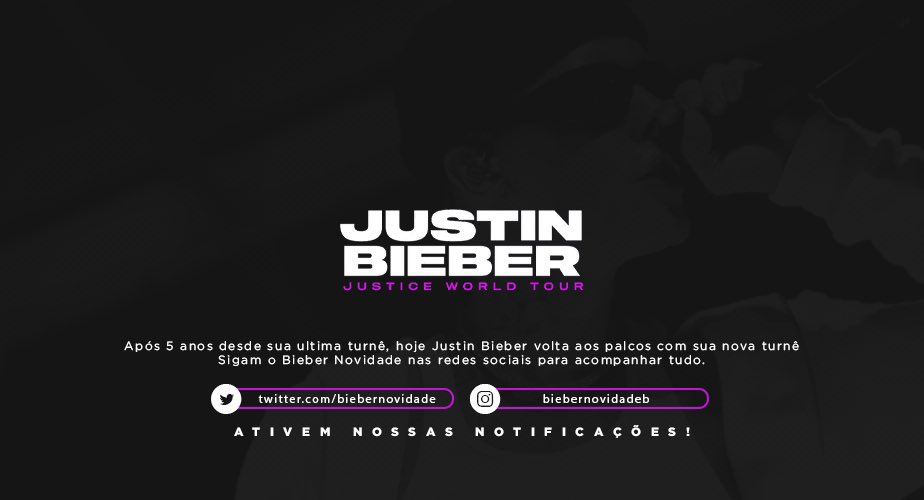 JUSTIN
BIEBER
JUSTICE WORLD TOUR
Após 5 anos desde sua ultima turnê, hoje Justin Bieber volta aos palcos com sua nova turnê
Sigam o Bieber Novidade nas redes sociais para acompanhar tudo.
twitter.com/biebernovidade
biebernovidadeb
ATIVEM NOSSAS NOTIFICAÇÕES!